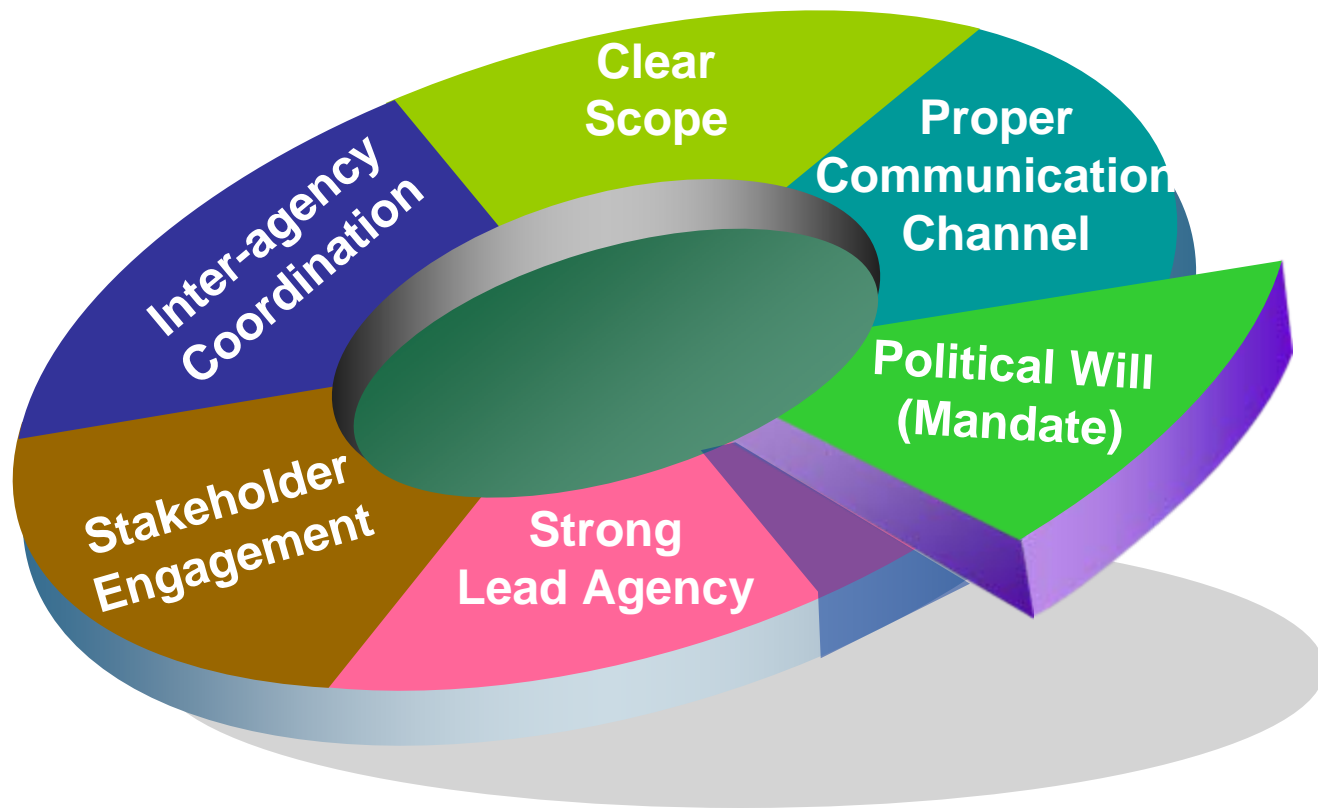 Clear
Scope
Proper
Communication
Channel
Political Will
(Mandate)
Strong
Lead Agency
Stakeholder
Engagement
Inter-agency
Coordination